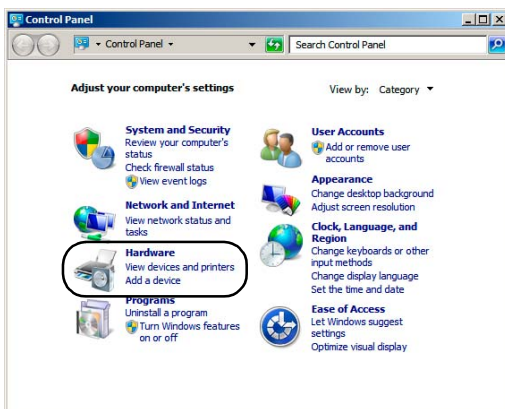 Control Panel
Control Panel
Search Control Panel
Adjust your computer's settings
View by: Category
System and Security
Review your computer's
status
Check firewall status
View event logs
Network and Internet
View network status and
tasks
Hardware
View devices and printers
Add a device
Programs
Uninstall a program
Turn Windows features
on or off
User Accounts
Add or remove user
accounts
Appearance
Change desktop background
Adjust screen resolution
Clock, Language, and
Region
Change keyboards or other
input methods
Change display language
Set the time and date
Ease of Access
Let Windows suggest
settings
Optimize visual display